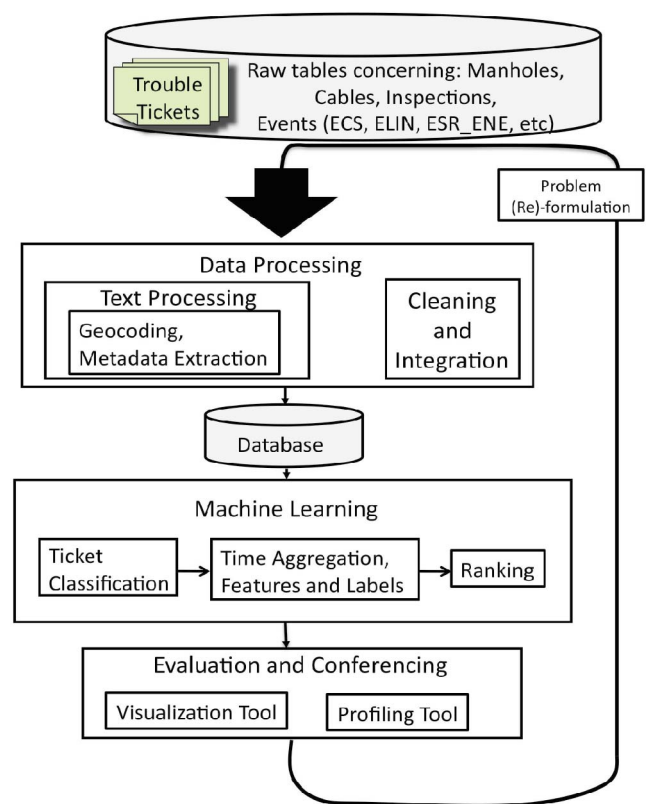 Trouble
Tickets
Raw tables concerning: Manholes,
Cables, Inspections,
Events (ECS, ELIN, ESR_ENE, etc)
Problem
(Re)-formulation
Data Processing
Text Processing
Geocoding,
Metadata Extraction
Cleaning
and
Integration
Database
Machine Learning
Ticket
Classification
Time Aggregation,
Features and Labels
Ranking
Evaluation and Conferencing
Visualization Tool
Profiling Tool